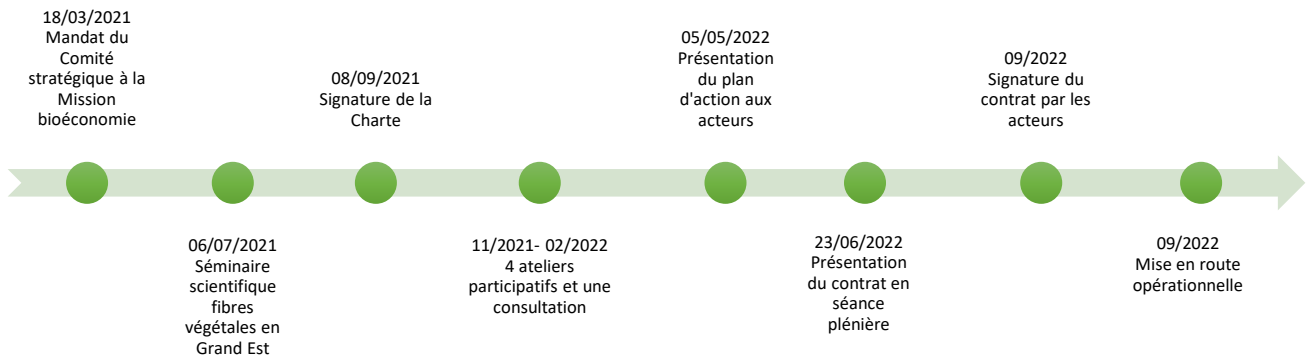 18/03/2021
Mandat du
Comité
stratégique à la
Mission
bioéconomie
06/07/2021
Séminaire
scientifique
fibres
végétales en
Grand Est
08/09/2021
Signature de la
Charte
11/2021- 02/2022
4 ateliers
participatifs et une
consultation
05/05/2022
Présentation
du plan
d'action aux
acteurs
23/06/2022
Présentation
du contrat en
séance
plénière
09/2022
Signature du
contrat par les
acteurs
09/2022
Mise en route
opérationnelle